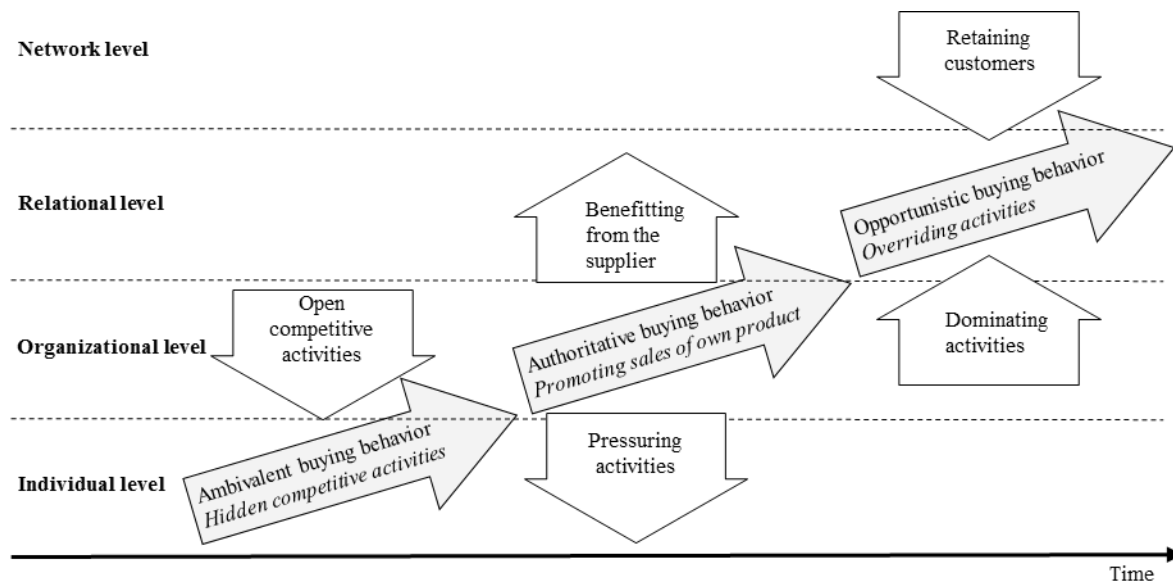 Network level
Retaining
customers
Relational level
Benefitting
from the
supplier
Opportunistic buying behavior
Overriding activities
Organizational level
Open
competitive
activities
Authoritative buying behavior
Promoting sales of own product
Dominating
activities
Individual level
Ambivalent buying behavior
Hidden competitive activities
Pressuring
activities
Time